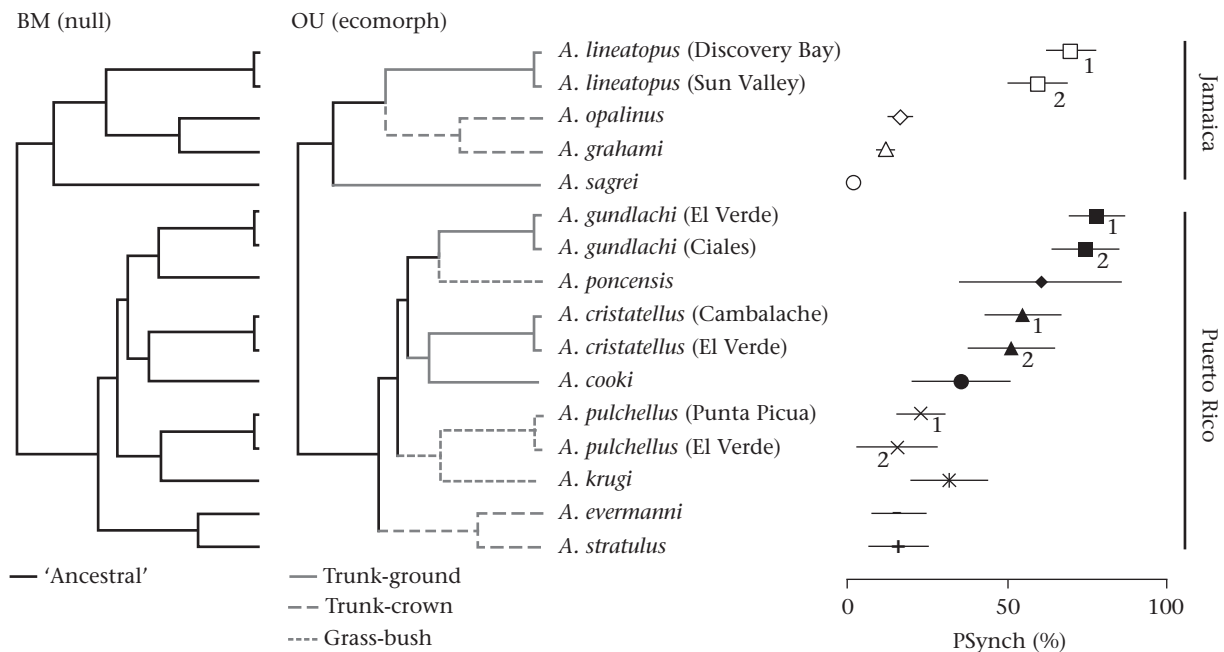 BM (null)
OU (ecomorph)
A. lineatopus (Discovery Bay)
1
A. lineatopus (Sun Valley)
2
A. opalinus
A. grahami
A. sagrei
Jamaica
A. gundlachi (El Verde)
1
A. gundlachi (Ciales)
2
A. poncensis
A. cristatellus (Cambalache)
1
A. cristatellus (El Verde)
2
A. cooki
A. pulchellus (Punta Picua)
1
A. pulchellus (El Verde)
2
A. krugi
A. evermanni
A. stratulus
Puerto Rico
'Ancestral'
Trunk-ground
Trunk-crown
Grass-bush
0 50 100
PSynch (%)